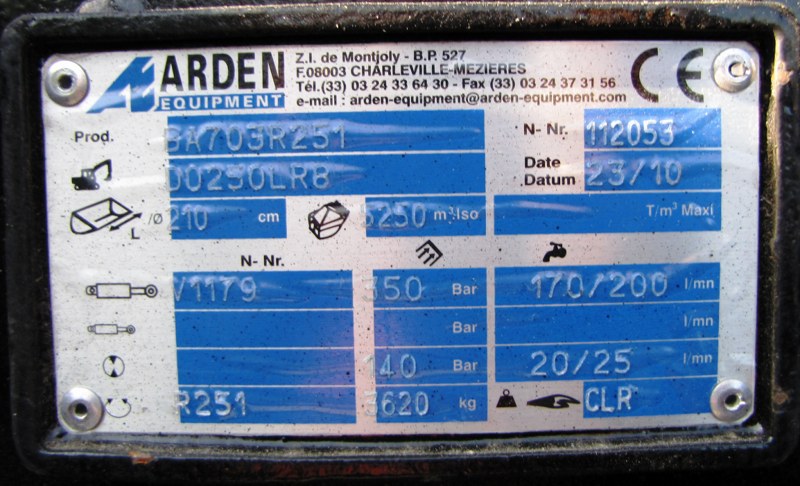 ARDEN
EQUIPMENT
Z.I. de Montjoly - B.P. 527
F.08003 CHARLEVILLE-MEZIERES
Tél.(33) 03 24 33 64 30 - Fax (33) 03 24 37 31 56
e-mail : arden-equipment@arden-equipment.com
CE
Prod. BA703R251 N- Nr. 112053
Date
Datum 23/10
DO250LRB
/Ø 210 cm 5250 m³.Iso T/m³ Maxi
L
N- Nr.
V1179 350 Bar 170/200 l/mn
Bar l/mn
140 Bar 20/25 l/mn
R251 3620 kg CLR